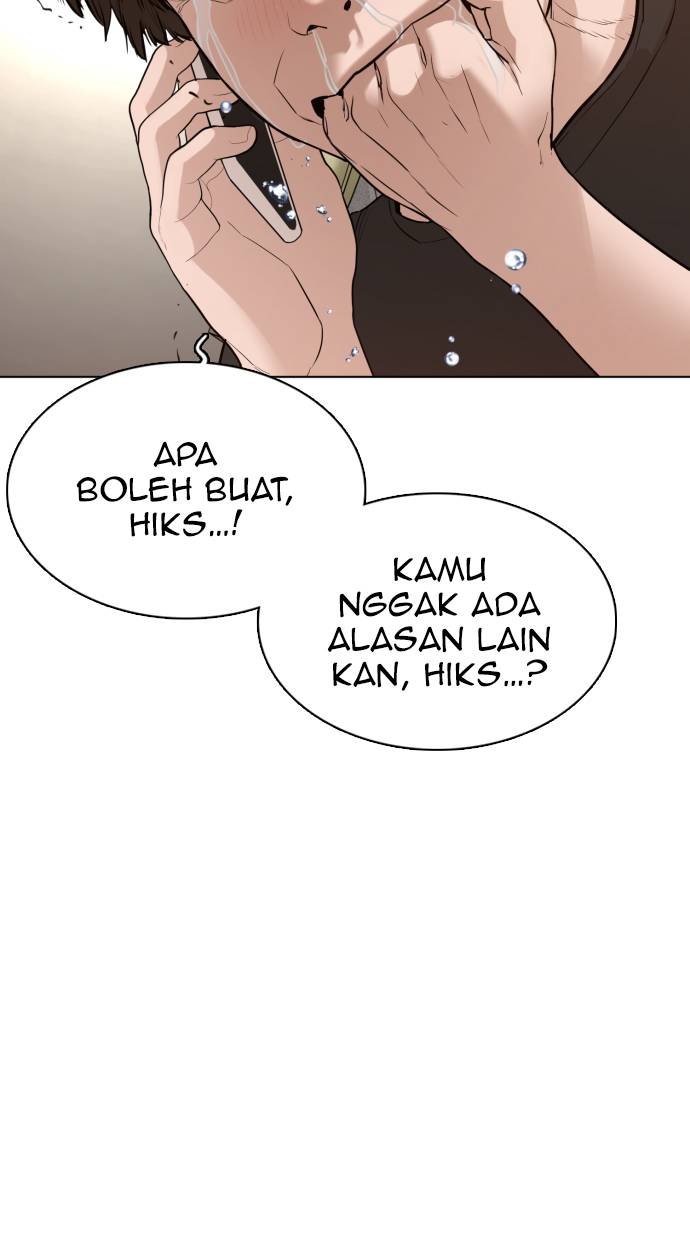 APA
BOLEH BUAT,
HIKS...!
KAMU
NGGAK ADA
ALASAN LAIN
KAN, HIKS...?